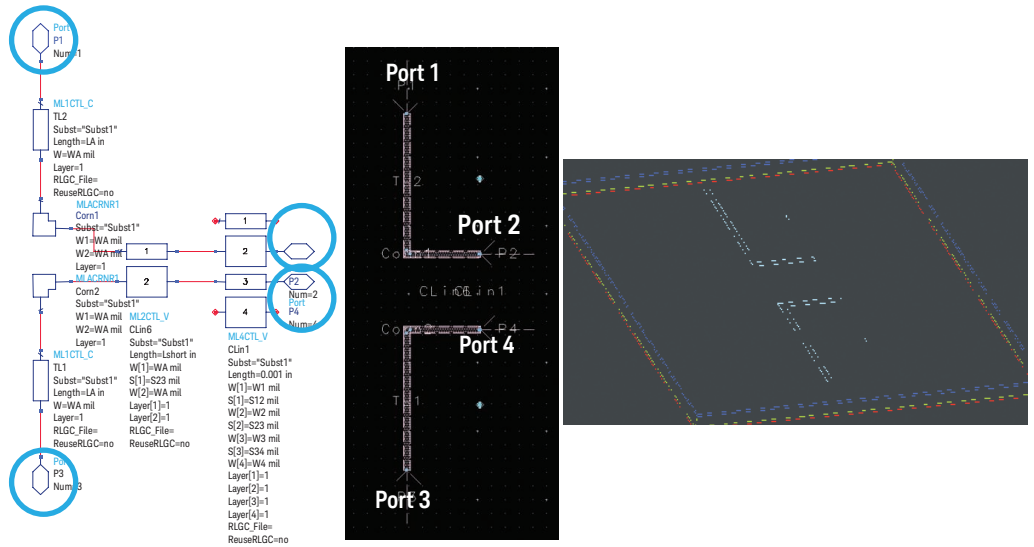 Port
P1
Num=1
ML1CTL_C
TL2
Subst="Subst1"
Length=LA in
W=WA mil
Layer=1
RLGC_File=
ReuseRLGC=no
MLACRNR1
Corn1
Subst="Subst1"
W1=WA mil
W2=WA mil
Layer=1
MLACRNR1
Corn2
Subst="Subst1"
W1=WA mil
W2=WA mil
Layer=1
ML1CTL_C
TL1
Subst="Subst1"
Length=LA in
W=WA mil
Layer=1
RLGC_File=
ReuseRLGC=no
Port
P3
Num=3
1
2
ML2CTL_V
CLin6
Subst="Subst1"
Length=Lshort in
W[1]=WA mil
S[1]=S23 mil
W[2]=WA mil
Layer[1]=1
Layer[2]=1
RLGC_File=
ReuseRLGC=no
1
2
3
4
P2
Num=2
Port
P4
ML4CTL_V
CLin1
Subst="Subst1"
Length=0.001 in
W[1]=W1 mil
S[1]=S12 mil
W[2]=W2 mil
S[2]=S23 mil
W[3]=W3 mil
S[3]=S34 mil
W[4]=W4 mil
Layer[1]=1
Layer[2]=1
Layer[3]=1
Layer[4]=1
RLGC_File=
ReuseRLGC=no
Port 1
Port 2
P2
P4
Port 4
Port 3